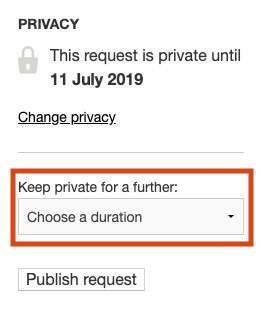 PRIVACY
This request is private until
11 July 2019
Change privacy
Keep private for a further:
Choose a duration
Publish request